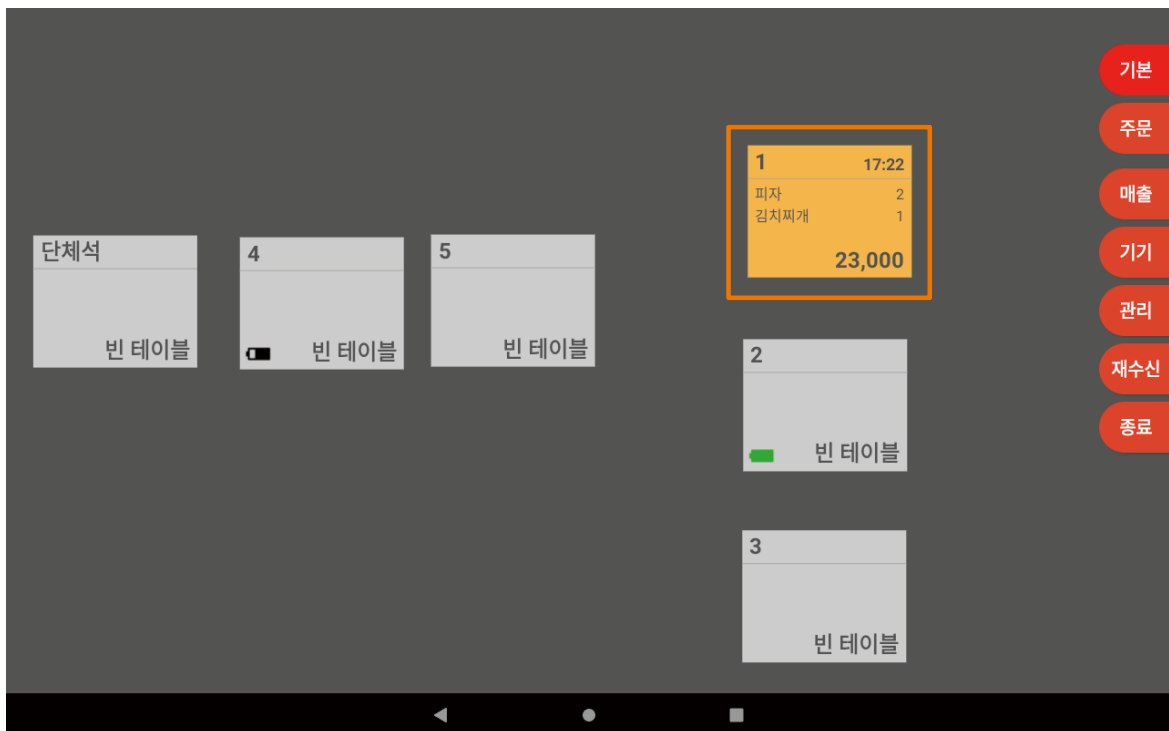 단체석
빈 테이블
4
빈 테이블
5
빈 테이블
1 17:22
피자 2
김치찌개 1
23,000
2
빈 테이블
3
빈 테이블
기본
주문
매출
기기
관리
재수신
종료